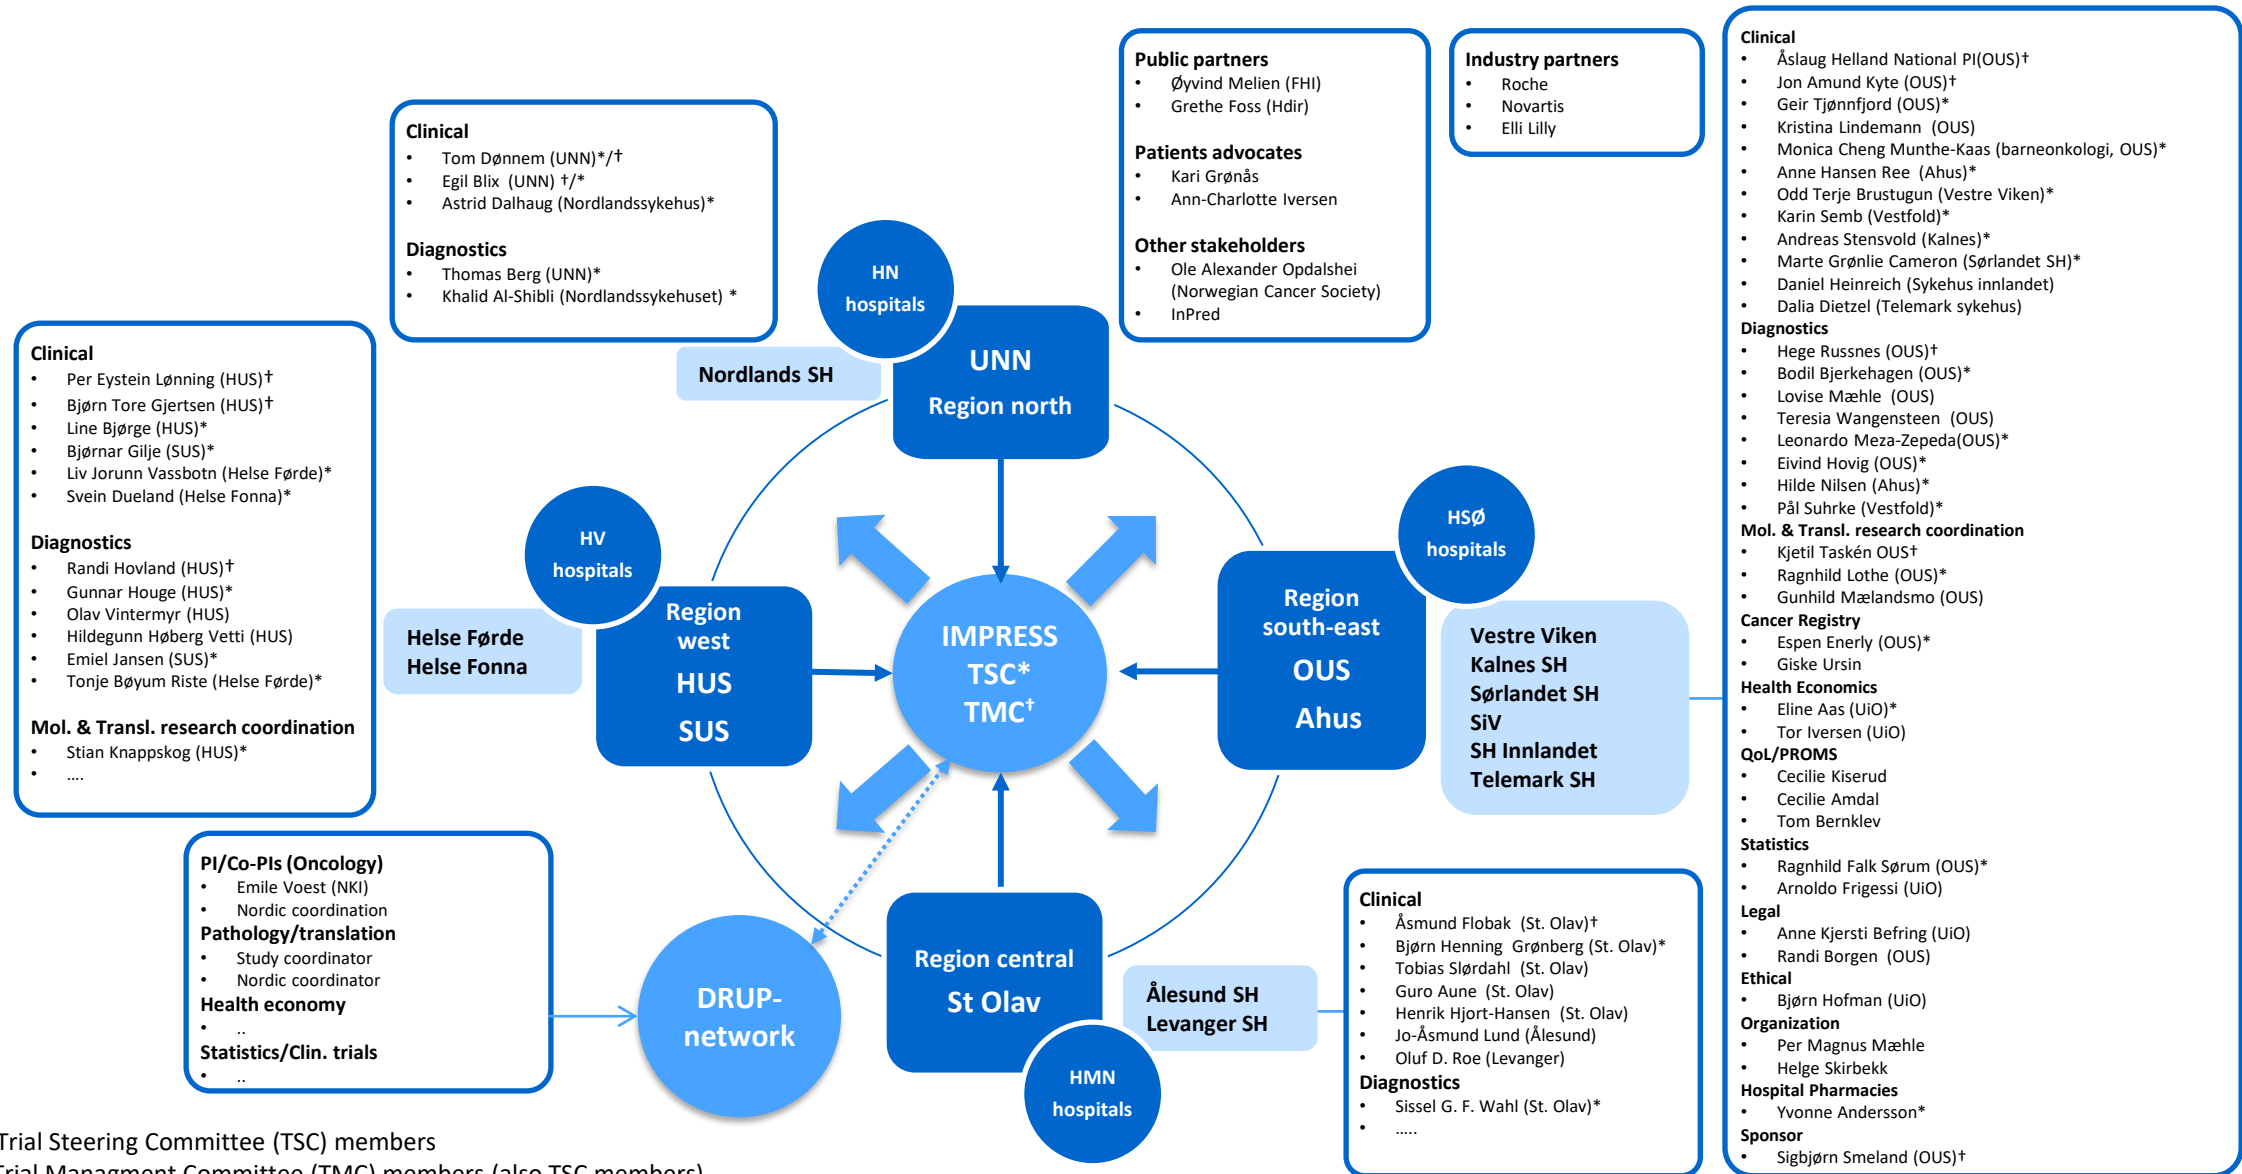 Clinical
• Tom Dønnem (UNN)*/†
• Egil Blix (UNN) †/*
• Astrid Dalhaug (Nordlandssykehus)*
Diagnostics
• Thomas Berg (UNN)*
• Khalid Al-Shibli (Nordlandssykehuset) *
Public partners
• Øyvind Melien (FHI)
• Grethe Foss (Hdir)
Patients advocates
• Kari Grønås
• Ann-Charlotte Iversen
Other stakeholders
• Ole Alexander Opdalshei
(Norwegian Cancer Society)
• InPred
Industry partners
• Roche
• Novartis
• Elli Lilly
Clinical
• Åslaug Helland National PI(OUS)†
• Jon Amund Kyte (OUS)†
• Geir Tjønnfjord (OUS)*
• Kristina Lindemann (OUS)
• Monica Cheng Munthe-Kaas (barneonkologi, OUS)*
• Anne Hansen Ree (Ahus)*
• Odd Terje Brustugun (Vestre Viken)*
• Karin Semb (Vestfold)*
• Andreas Stensvold (Kalnes)*
• Marte Grønlie Cameron (Sørlandet SH)*
• Daniel Heinreich (Sykehus innlandet)
• Dalia Dietzel (Telemark sykehus)
Diagnostics
• Hege Russnes (OUS)†
• Bodil Bjerkehagen (OUS)*
• Lovise Mæhle (OUS)
• Teresia Wangensteen (OUS)
• Leonardo Meza-Zepeda(OUS)*
• Eivind Hovig (OUS)*
• Hilde Nilsen (Ahus)*
• Pål Suhrke (Vestfold)*
Mol. & Transl. research coordination
• Kjetil Taskén OUS†
• Ragnhild Lothe (OUS)*
• Gunhild Mælandsmo (OUS)
Cancer Registry
• Espen Enerly (OUS)*
• Giske Ursin
Health Economics
• Eline Aas (UiO)*
• Tor Iversen (UiO)
QoL/PROMS
• Cecilie Kiserud
• Cecilie Amdal
• Tom Bernklev
Statistics
• Ragnhild Falk Sørum (OUS)*
• Arnoldo Frigessi (UiO)
Legal
• Anne Kjersti Befring (UiO)
• Randi Borgen (OUS)
Ethical
• Bjørn Hofman (UiO)
Organization
• Per Magnus Mæhle
• Helge Skirbekk
Hospital Pharmacies
• Yvonne Andersson*
Sponsor
• Sigbjørn Smeland (OUS)†
HN
hospitals
UNN
Region north
Nordlands SH
Clinical
• Per Eystein Lønning (HUS)†
• Bjørn Tore Gjertsen (HUS)†
• Line Bjørge (HUS)*
• Bjørnar Gilje (SUS)*
• Liv Jorunn Vassbotn (Helse Førde)*
• Svein Dueland (Helse Fonna)*
Diagnostics
• Randi Hovland (HUS)†
• Gunnar Houge (HUS)*
• Olav Vintermyr (HUS)
• Hildegunn Høberg Vetti (HUS)
• Emiel Jansen (SUS)*
• Tonje Bøyum Riste (Helse Førde)*
Mol. & Transl. research coordination
• Stian Knappskog (HUS)*
• ....
HV
hospitals
Helse Førde
Helse Fonna
Region
west
HUS
SUS
IMPRESS
TSC*
TMC†
HSØ
hospitals
Region
south-east
OUS
Ahus
Vestre Viken
Kalnes SH
Sørlandet SH
SiV
SH Innlandet
Telemark SH
PI/Co-PIs (Oncology)
• Emile Voest (NKI)
• Nordic coordination
Pathology/translation
• Study coordinator
• Nordic coordinator
Health economy
• ..
Statistics/Clin. trials
• ..
DRUP-
network
Region central
St Olav
HMN
hospitals
Ålesund SH
Levanger SH
Clinical
• Åsmund Flobak (St. Olav)†
• Bjørn Henning Grønberg (St. Olav)*
• Tobias Slørdahl (St. Olav)
• Guro Aune (St. Olav)
• Henrik Hjort-Hansen (St. Olav)
• Jo-Åsmund Lund (Ålesund)
• Oluf D. Roe (Levanger)
Diagnostics
• Sissel G. F. Wahl (St. Olav)*
• .....
Trial Steering Committee (TSC) members
Trial Managment Committee (TMC) members (also TSC members)